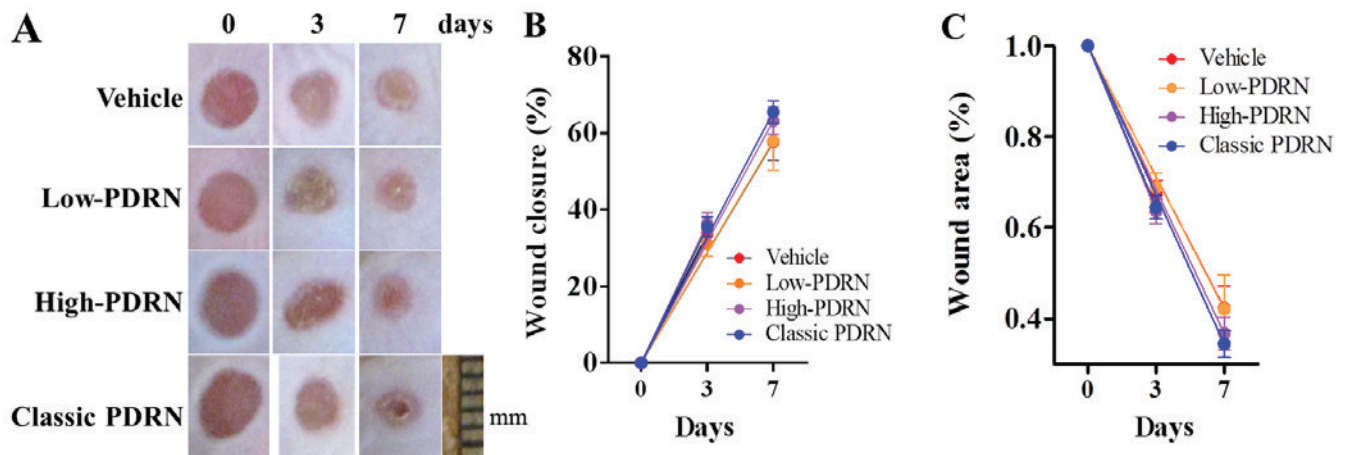 A
0 3 7 days
Vehicle
Low-PDRN
High-PDRN
Classic PDRN
mm
B
Wound closure (%)
80
60
40
20
0
0 3 7
Days
Vehicle
Low-PDRN
High-PDRN
Classic PDRN
C
Wound area (%)
1.0
0.8
0.6
0.4
0 3 7
Days
Vehicle
Low-PDRN
High-PDRN
Classic PDRN